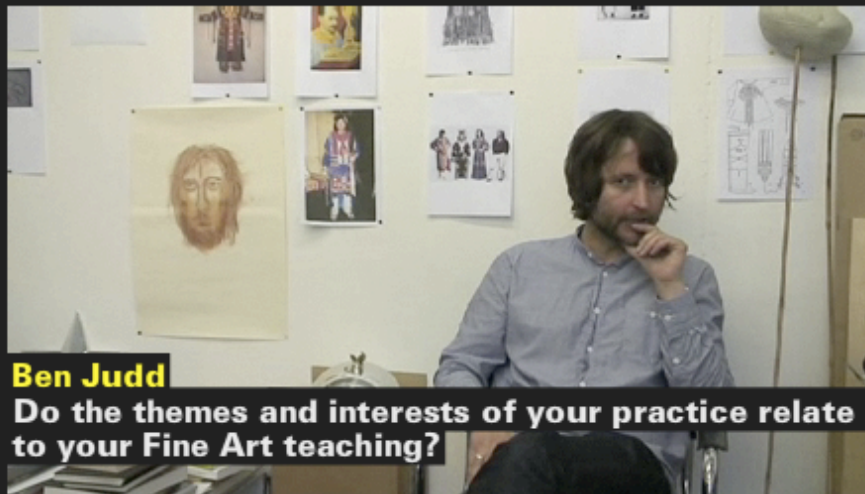 Ben Judd
Do the themes and interests of your practice relate
to your Fine Art teaching?